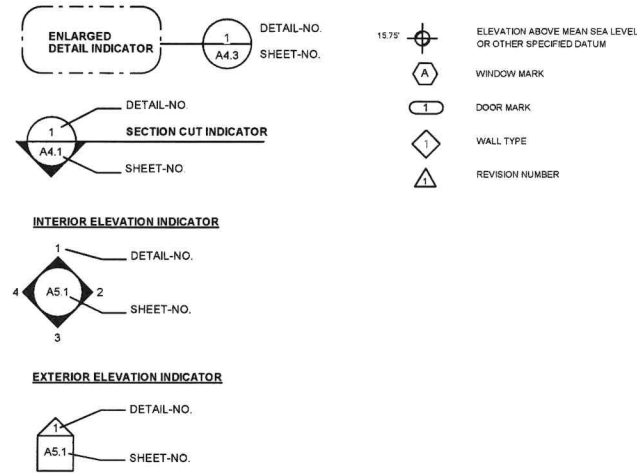 ENLARGED
DETAIL INDICATOR
1
A4.3
DETAIL-NO.
SHEET-NO.
DETAIL-NO.
1
SECTION CUT INDICATOR
A4.1
SHEET-NO.
INTERIOR ELEVATION INDICATOR
1
DETAIL-NO.
4
A5.1
2
SHEET-NO.
3
EXTERIOR ELEVATION INDICATOR
DETAIL-NO.
1
A5.1
SHEET-NO.
15.75'
ELEVATION ABOVE MEAN SEA LEVEL
OR OTHER SPECIFIED DATUM
A
WINDOW MARK
1
DOOR MARK
1
WALL TYPE
1
REVISION NUMBER